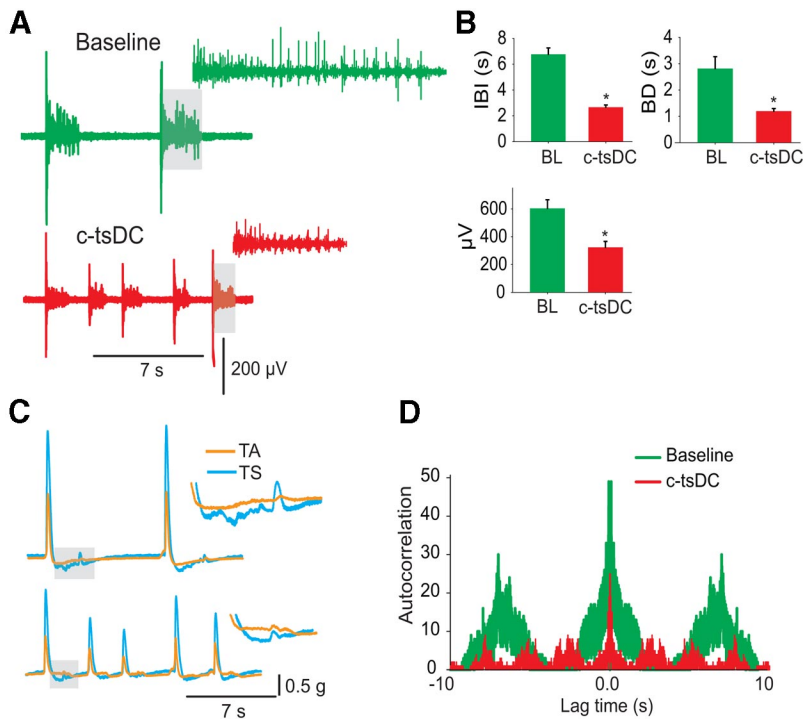 A
Baseline
c-tsDC
7 s
200 µV
B
IBI (s)
8
6
4
2
0
BL
c-tsDC
*
BD (s)
4
3
2
1
0
BL
c-tsDC
*
µV
600
400
200
0
BL
c-tsDC
*
C
TA
TS
0.5 g
7 s
D
Baseline
c-tsDC
Autocorrelation
50
40
30
20
10
0
-10
0.0
10
Lag time (s)